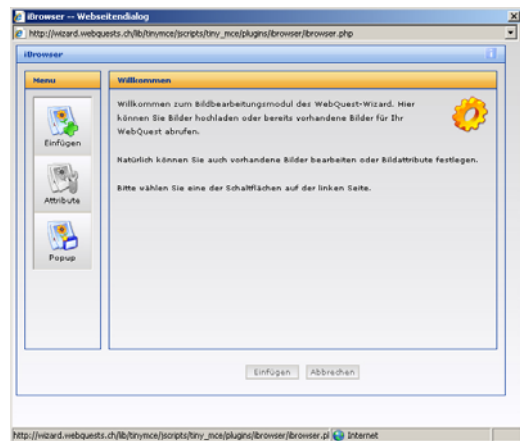 iBrowser -- Webseitendialog
http://wizard.webquests.ch/lib/tinymce/jscripts/tiny_mce/plugins/ibrowser/ibrowser.php
iBrowser
Menu
Willkommen
Einfügen
Attribute
Popup
Willkommen zum Bildbearbeitungsmodul des WebQuest-Wizard. Hier
können Sie Bilder hochladen oder bereits vorhandene Bilder für Ihr
WebQuest abrufen.
Natürlich können Sie auch vorhandene Bilder bearbeiten oder Bildattribute festlegen.
Bitte wählen Sie eine der Schaltflächen auf der linken Seite.
Einfügen Abbrechen
http://wizard.webquests.ch/lib/tinymce/jscripts/tiny_mce/plugins/ibrowser/ibrowser.pl Internet